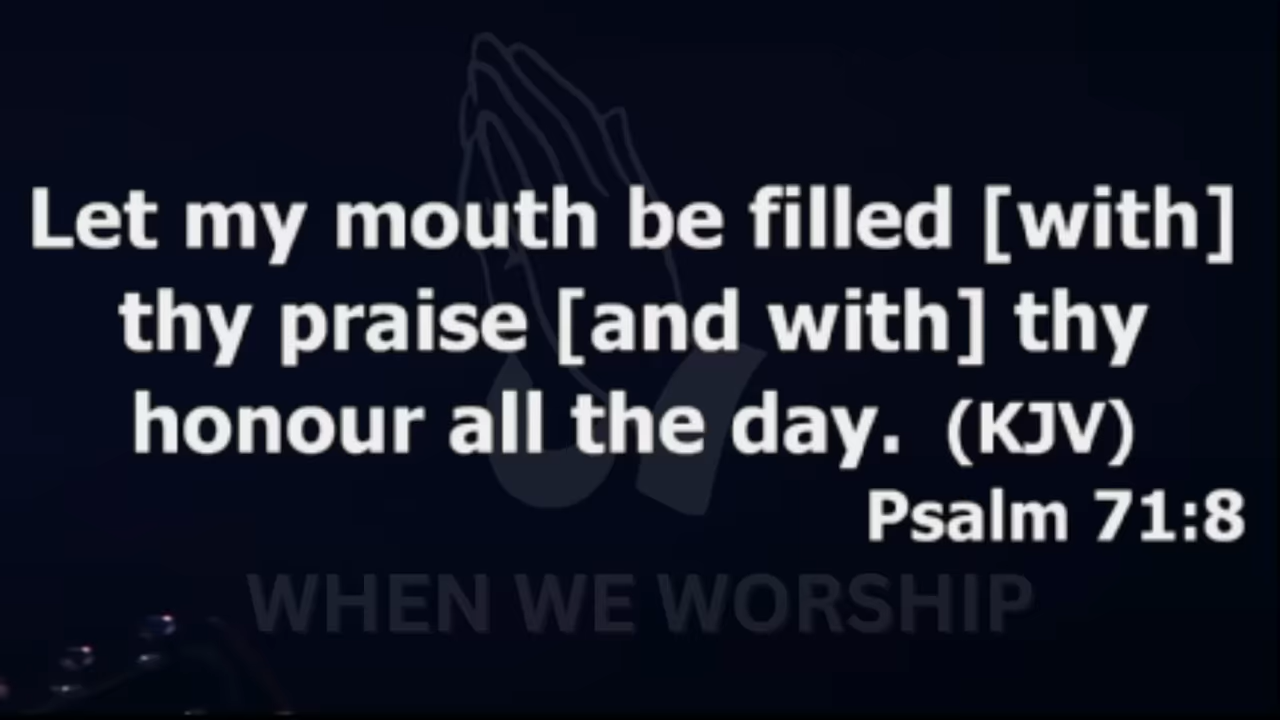 Let my mouth be filled [with]
thy praise [and with] thy
honour all the day. (KJV)
Psalm 71:8
WHEN WE WORSHIP